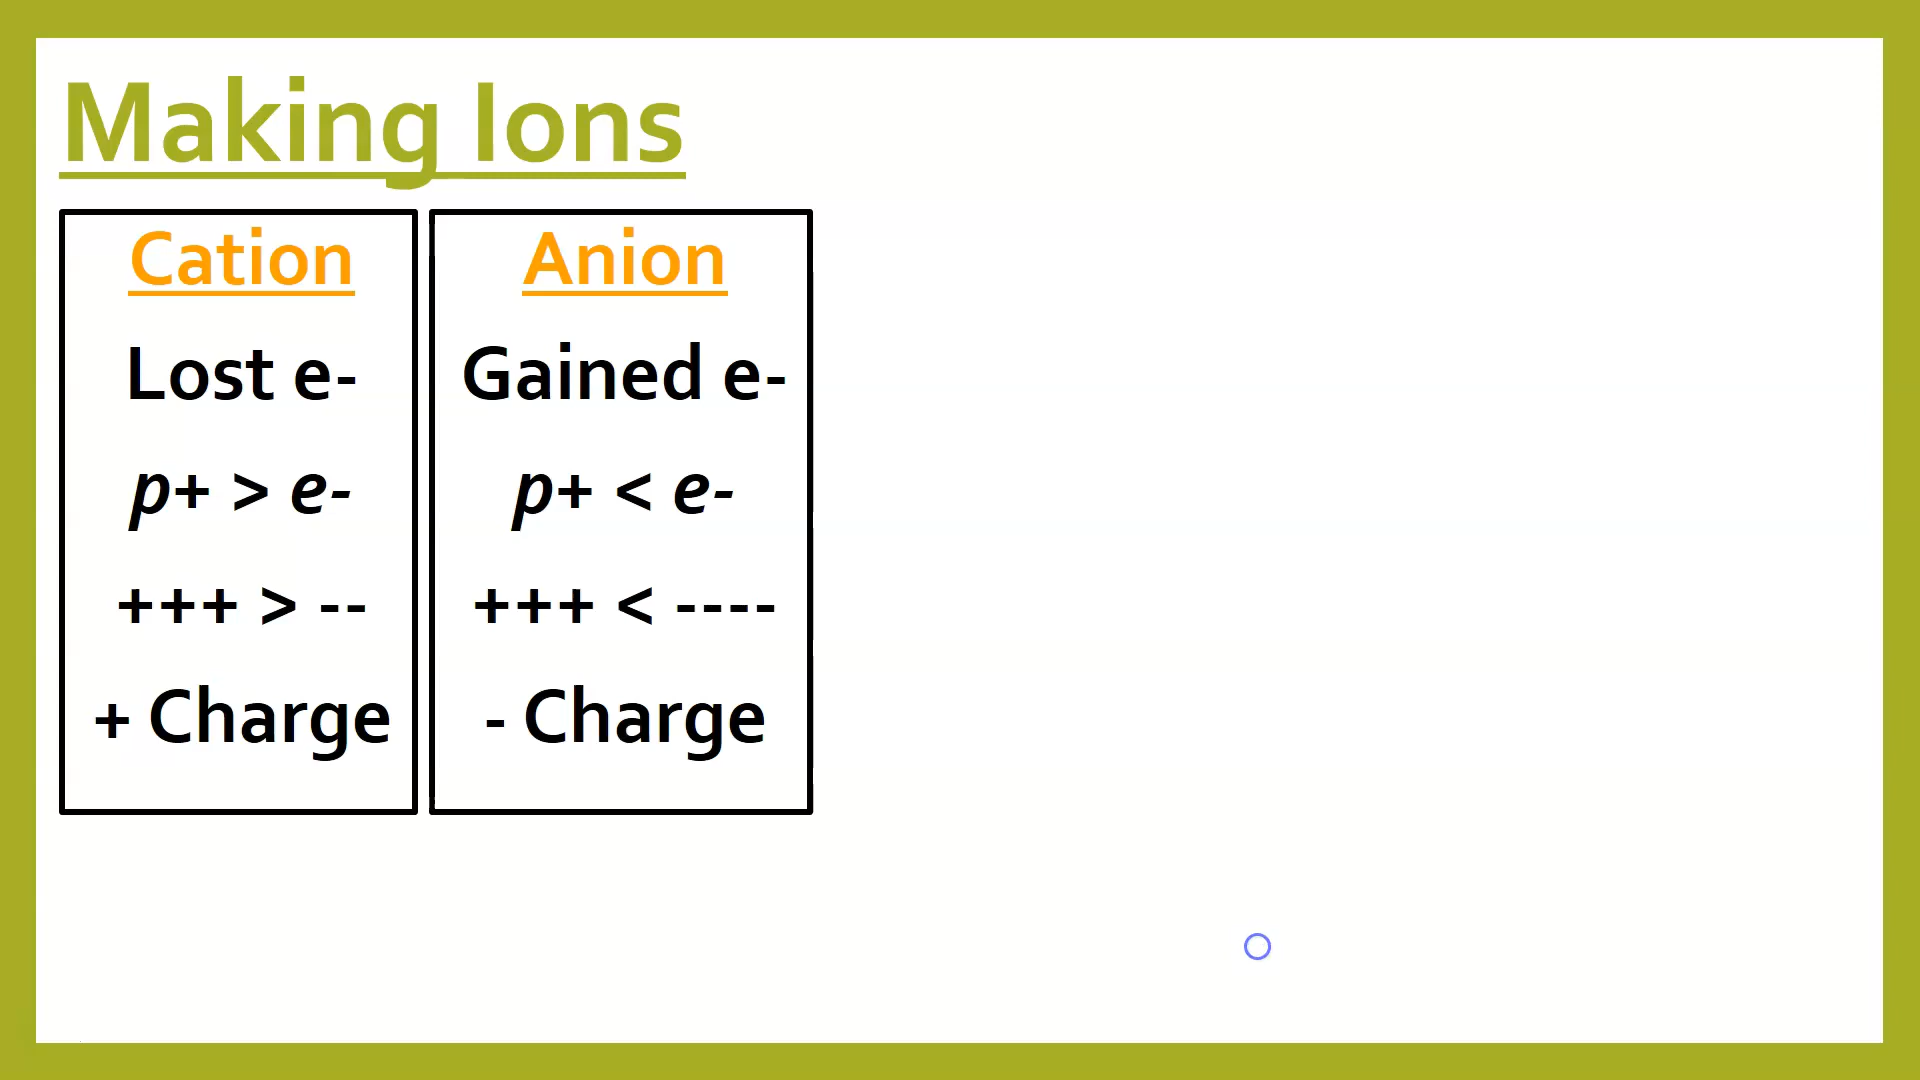 Making Ions
Cation
Lost e-
p+ > e-
+++ > --
+ Charge
Anion
Gained e-
p+ < e-
+++ < ----
- Charge